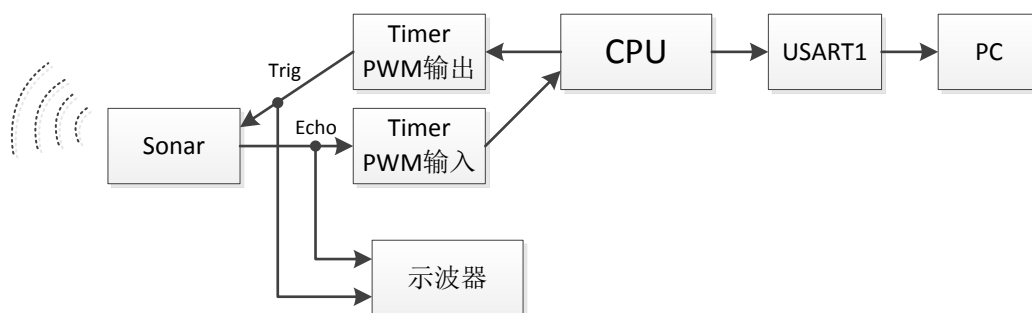 Timer
PWM输出
CPU
USART1
PC
Trig
Sonar
Echo
Timer
PWM输入
示波器